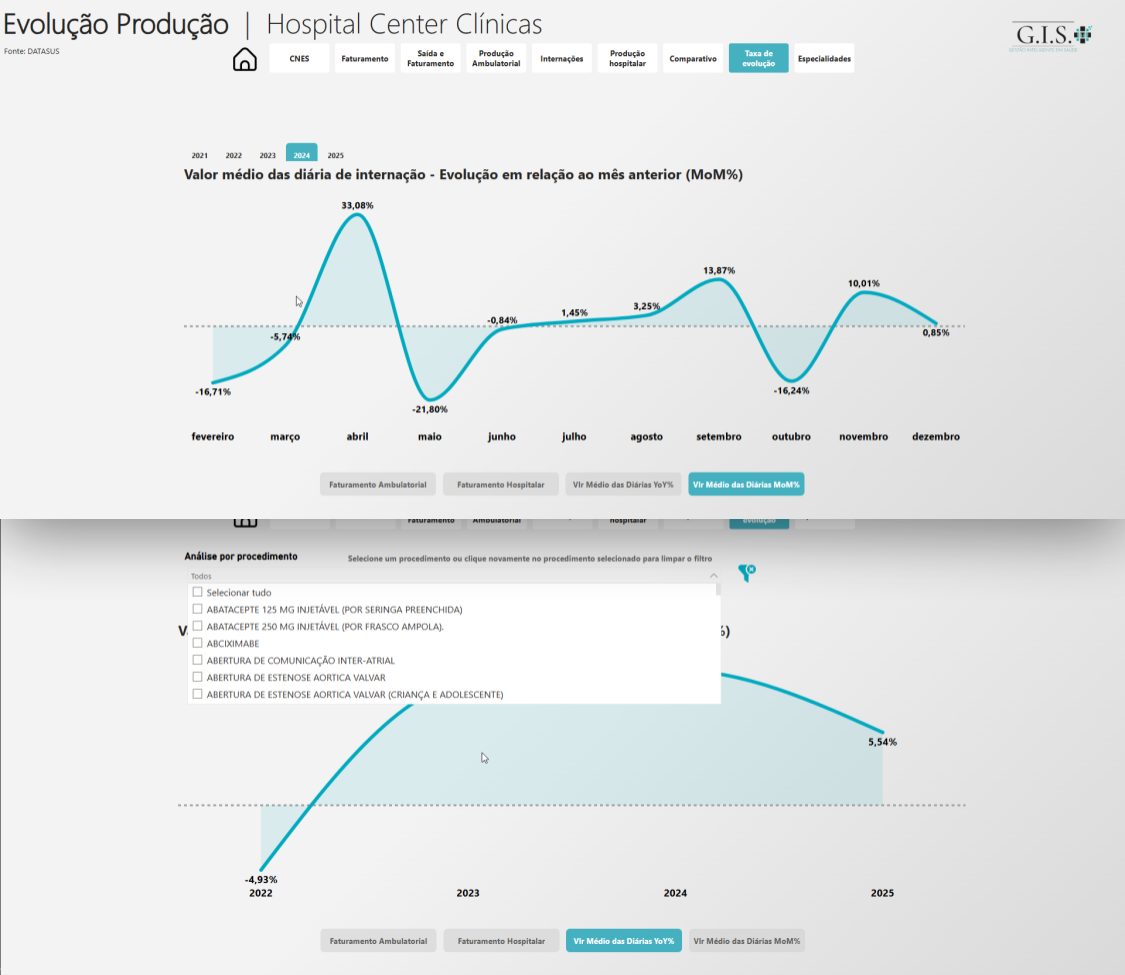 Evolução Produção | Hospital Center Clínicas
Fonte: DATASUS
G.I.S.
CNES
Faturamento
Saída e
Faturamento
Produção
Ambulatorial
Internações
Produção
hospitalar
Comparativo
Taxa de
evolução
Especialidades
2021 2022 2023 2024 2025
Valor médio das diária de internação - Evolução em relação ao mês anterior (MoM%)
33,08%
13,87%
10,01%
3,25%
1,45%
-0,84%
-5,74%
0,85%
-16,71%
-16,24%
-21,80%
fevereiro março abril maio junho julho agosto setembro outubro novembro dezembro
Faturamento Ambulatorial
Faturamento Hospitalar
Vlr Médio das Diárias YoY%
Vlr Médio das Diárias MoM%
Faturamento
Ambulatorial
hospitalar
evolução
Análise por procedimento
Selecione um procedimento ou clique novamente no procedimento selecionado para limpar o filtro
Todos
Selecionar tudo
ABATACEPTE 125 MG INJETÁVEL (POR SERINGA PREENCHIDA)
ABATACEPTE 250 MG INJETÁVEL (POR FRASCO AMPOLA).
ABCIXIMABE
ABERTURA DE COMUNICAÇÃO INTER-ATRIAL
ABERTURA DE ESTENOSE AORTICA VALVAR
ABERTURA DE ESTENOSE AORTICA VALVAR (CRIANÇA E ADOLESCENTE)
5,54%
-4,93%
2022 2023 2024 2025
Faturamento Ambulatorial
Faturamento Hospitalar
Vlr Médio das Diárias YoY%
Vlr Médio das Diárias MoM%